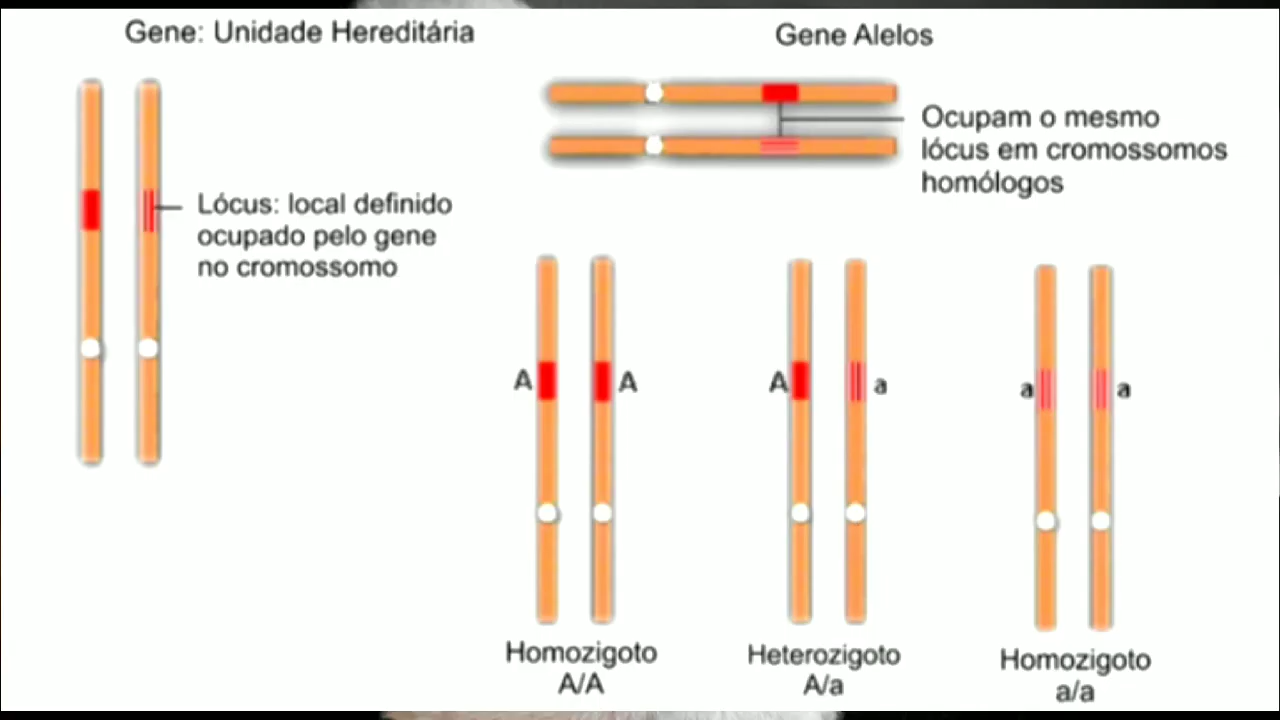 Gene: Unidade Hereditária
Lócus: local definido
ocupado pelo gene
no cromossomo
Gene Alelos
Ocupam o mesmo
lócus em cromossomos
homólogos
A A
A a
a a
Homozigoto
A/A
Heterozigoto
A/a
Homozigoto
a/a